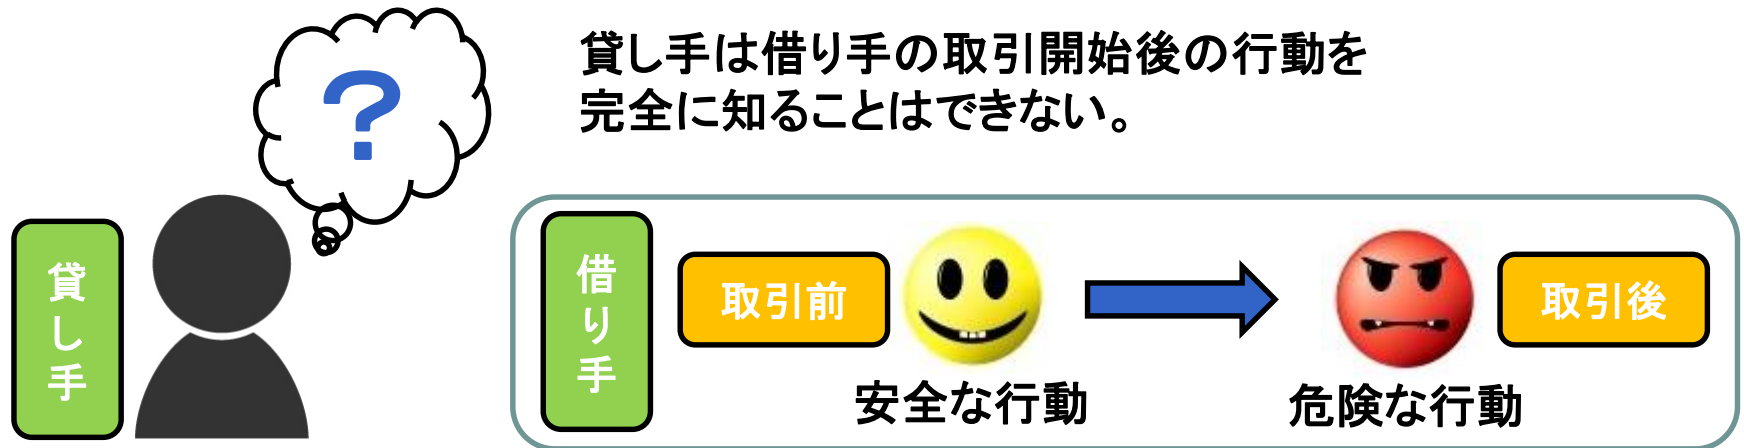 貸し手は借り手の取引開始後の行動を
完全に知ることはできない。
?
貸し手
借り手
取引前
取引後
安全な行動
危険な行動